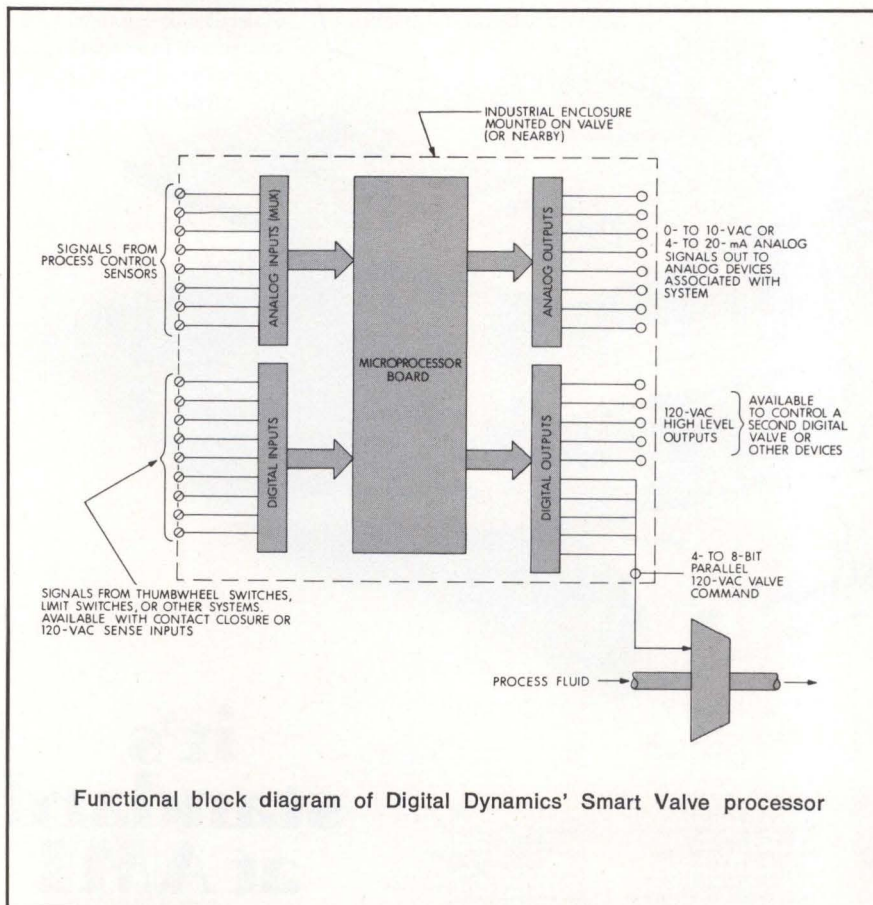 INDUSTRIAL ENCLOSURE
MOUNTED ON VALVE
(OR NEARBY)
SIGNALS FROM
PROCESS CONTROL
SENSORS
ANALOG INPUTS (MUX)
MICROPROCESSOR
BOARD
ANALOG OUTPUTS
0- TO 10-VAC OR
4- TO 20-mA ANALOG
SIGNALS OUT TO
ANALOG DEVICES
ASSOCIATED WITH
SYSTEM
DIGITAL INPUTS
DIGITAL OUTPUTS
120-VAC
HIGH LEVEL
OUTPUTS
AVAILABLE
TO CONTROL A
SECOND DIGITAL
VALVE OR
OTHER DEVICES
SIGNALS FROM THUMBWHEEL SWITCHES,
LIMIT SWITCHES, OR OTHER SYSTEMS.
AVAILABLE WITH CONTACT CLOSURE OR
120-VAC SENSE INPUTS
4- TO 8-BIT
PARALLEL
120-VAC VALVE
COMMAND
PROCESS FLUID
Functional block diagram of Digital Dynamics' Smart Valve processor